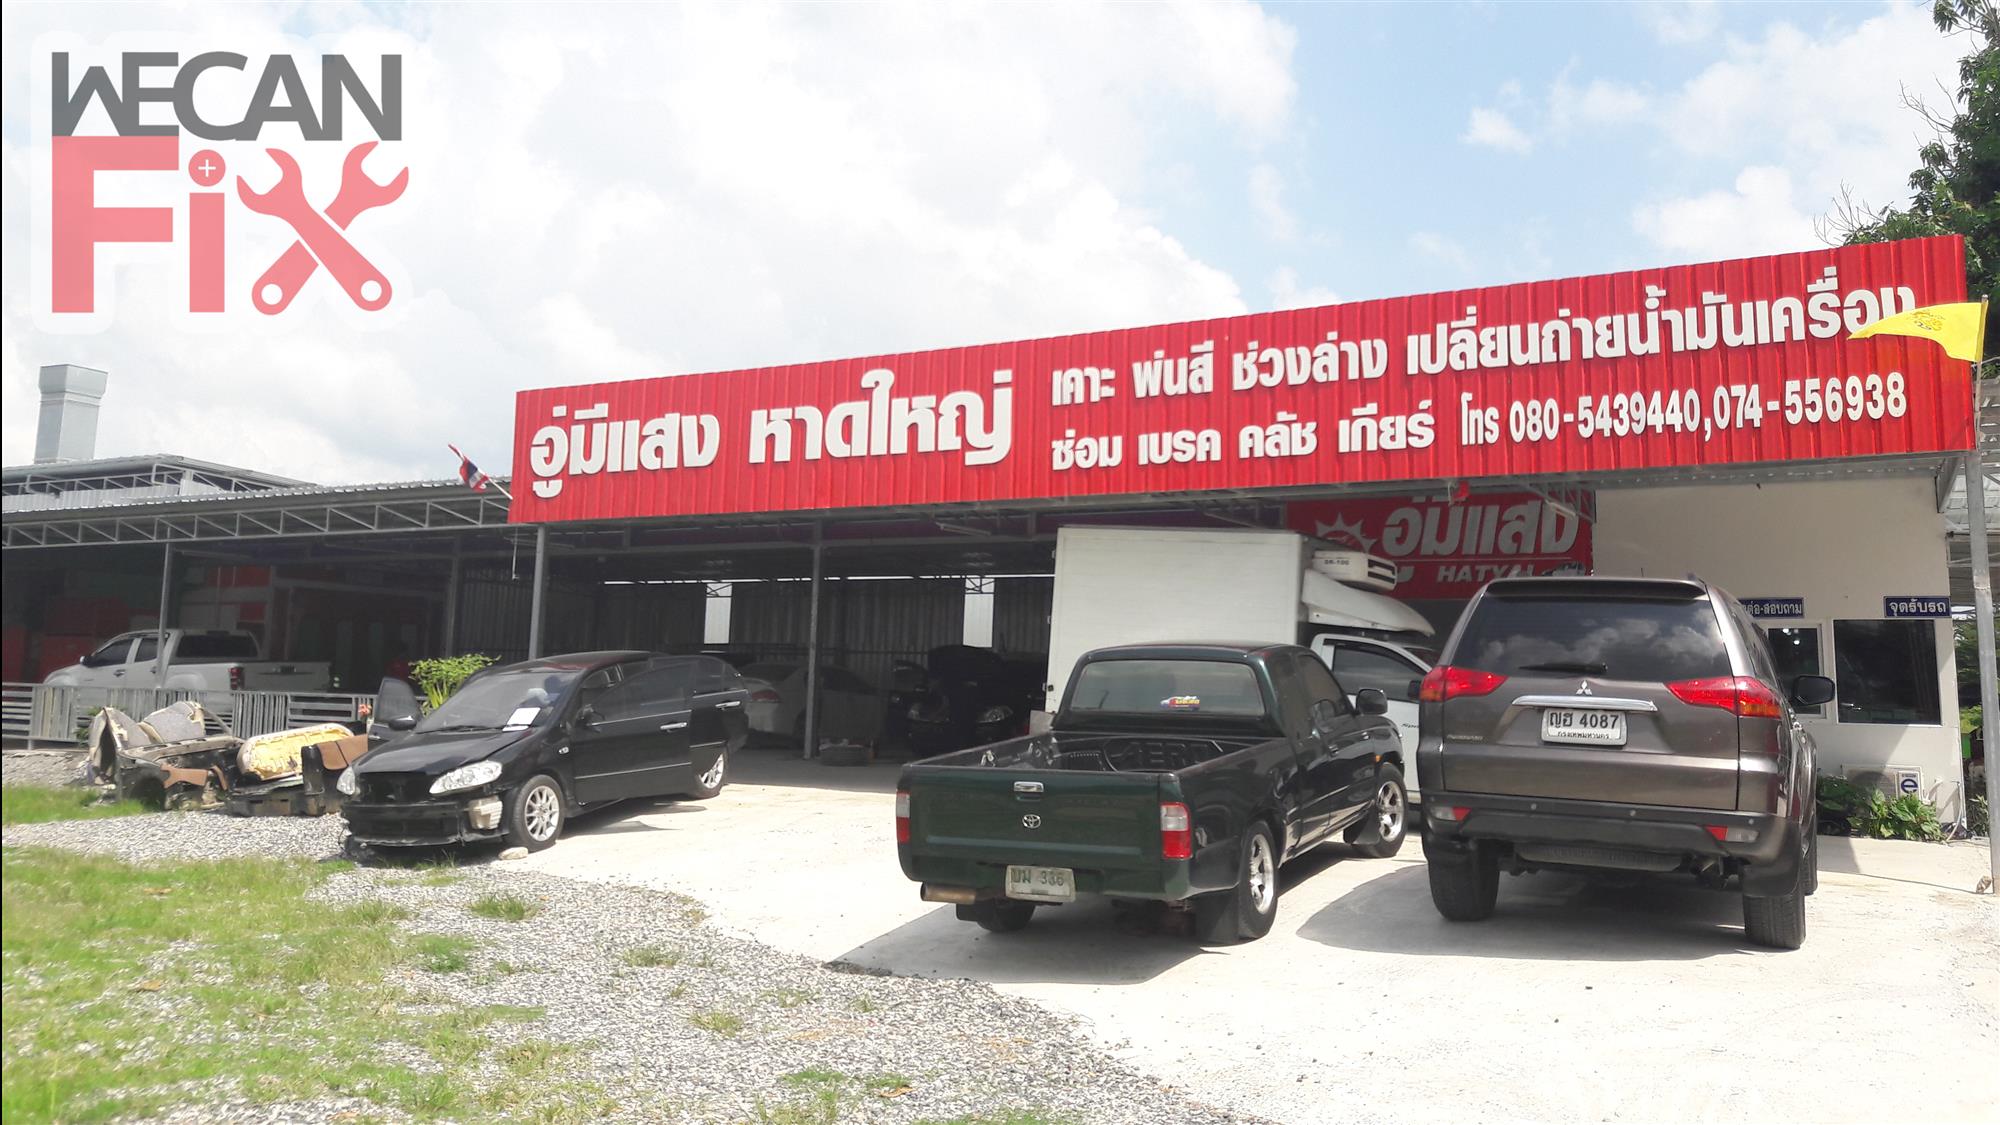 WECAN
Fix
อู่มีแสง หาดใหญ่
เคาะ พ่นสี ช่วงล่าง เปลี่ยนถ่ายน้ำมันเครื่อง
ซ่อม เบรค คลัช เกียร์ โทร 080-5439440,074-556938
อู่มีแสง
HATYAI
จุดรับรถ
ญฮ 4087
กรุงเทพมหานคร
บม 336